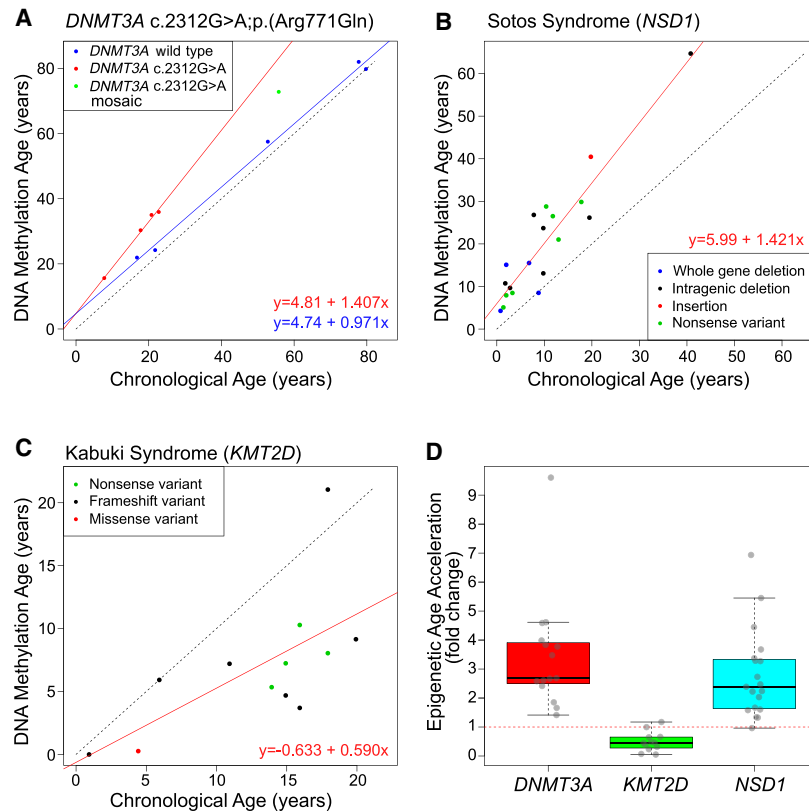 A
DNMT3A c.2312G>A;p.(Arg771Gln)
DNMT3A wild type
DNMT3A c.2312G>A
DNMT3A c.2312G>A
mosaic
DNA Methylation Age (years)
0
20
40
60
80
y=4.81 + 1.407x
y=4.74 + 0.971x
0 20 40 60 80
Chronological Age (years)
B
Sotos Syndrome (NSD1)
DNA Methylation Age (years)
0
10
20
30
40
50
60
y=5.99 + 1.421x
Whole gene deletion
Intragenic deletion
Insertion
Nonsense variant
0 10 20 30 40 50 60
Chronological Age (years)
C
Kabuki Syndrome (KMT2D)
Nonsense variant
Frameshift variant
Missense variant
DNA Methylation Age (years)
0
5
10
15
20
y=-0.633 + 0.590x
0 5 10 15 20
Chronological Age (years)
D
Epigenetic Age Acceleration
(fold change)
0
1
2
3
4
5
6
7
8
9
DNMT3A KMT2D NSD1